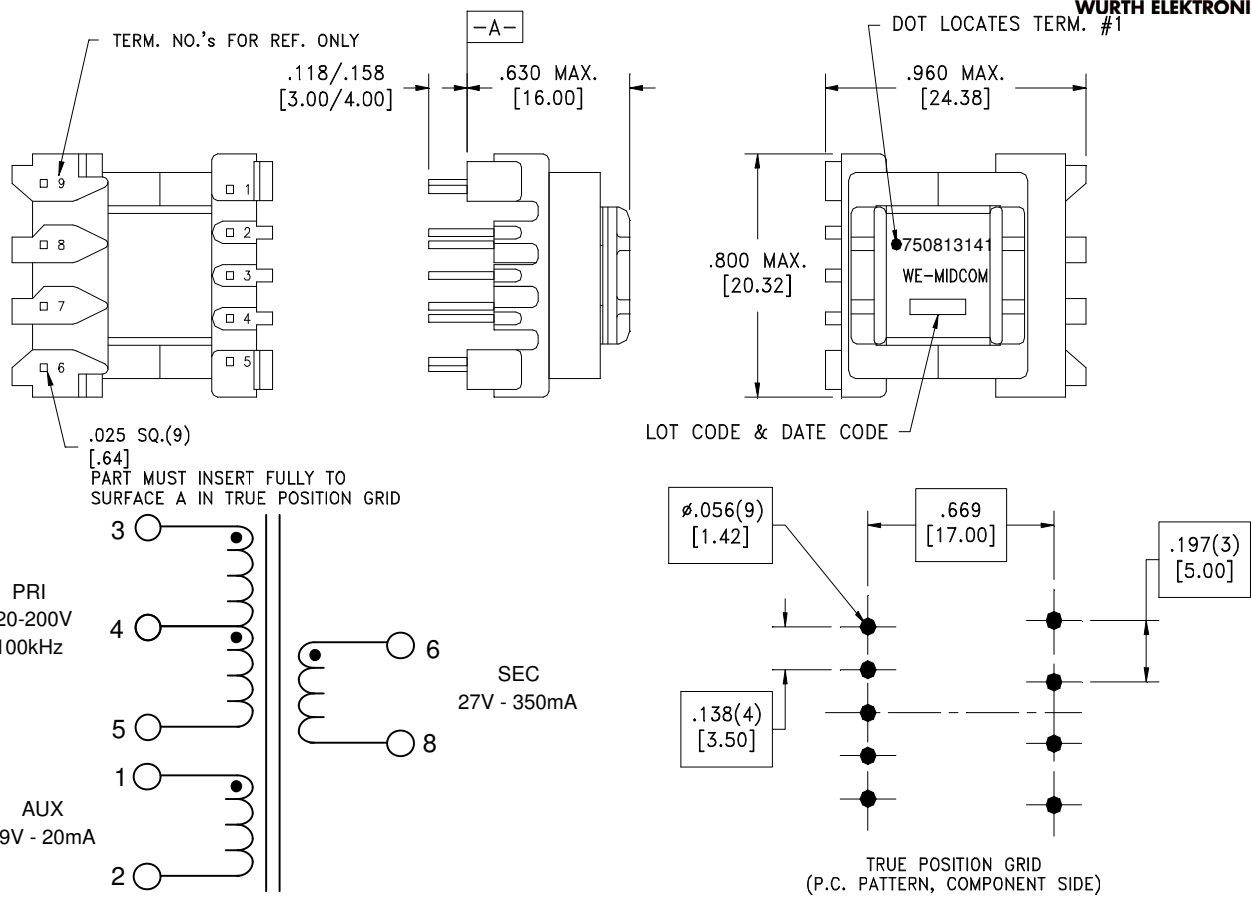 WURTH ELEKTRONI
TERM. NO.'s FOR REF. ONLY
-A-
DOT LOCATES TERM. #1
.118/.158
[3.00/4.00]
.630 MAX.
[16.00]
.960 MAX.
[24.38]
9
8
7
6
1
2
3
4
5
.800 MAX.
[20.32]
750813141
WE-MIDCOM
LOT CODE & DATE CODE
.025 SQ.(9)
[.64]
PART MUST INSERT FULLY TO
SURFACE A IN TRUE POSITION GRID
3
PRI
20-200V
100kHz
4
5
1
AUX
9V - 20mA
2
6
SEC
27V - 350mA
8
ø.056(9)
[1.42]
.669
[17.00]
.197(3)
[5.00]
.138(4)
[3.50]
TRUE POSITION GRID
(P.C. PATTERN, COMPONENT SIDE)